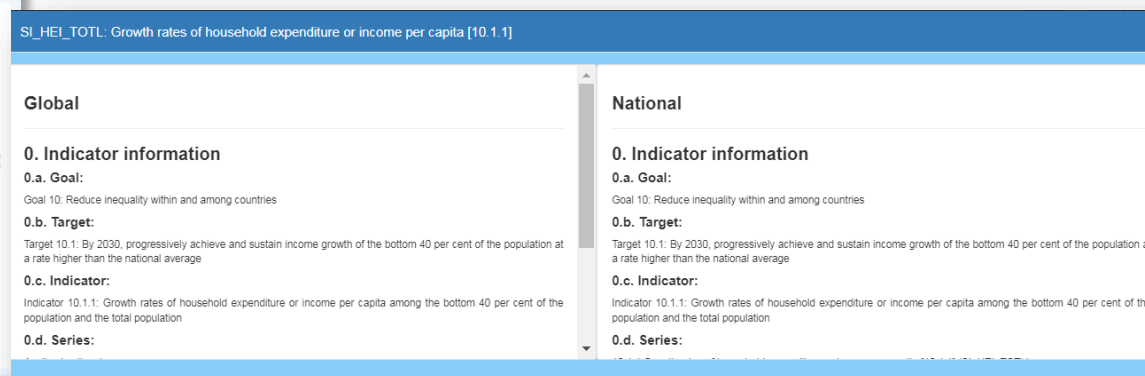 SI_HEI_TOTL: Growth rates of household expenditure or income per capita [10.1.1]
Global
0. Indicator information
0.a. Goal:
Goal 10: Reduce inequality within and among countries
0.b. Target:
Target 10.1: By 2030, progressively achieve and sustain income growth of the bottom 40 per cent of the population at
a rate higher than the national average
0.c. Indicator:
Indicator 10.1.1: Growth rates of household expenditure or income per capita among the bottom 40 per cent of the
population and the total population
0.d. Series:
National
0. Indicator information
0.a. Goal:
Goal 10: Reduce inequality within and among countries
0.b. Target:
Target 10.1: By 2030, progressively achieve and sustain income growth of the bottom 40 per cent of the population
a rate higher than the national average
0.c. Indicator:
Indicator 10.1.1: Growth rates of household expenditure or income per capita among the bottom 40 per cent of
population and the total population
0.d. Series: